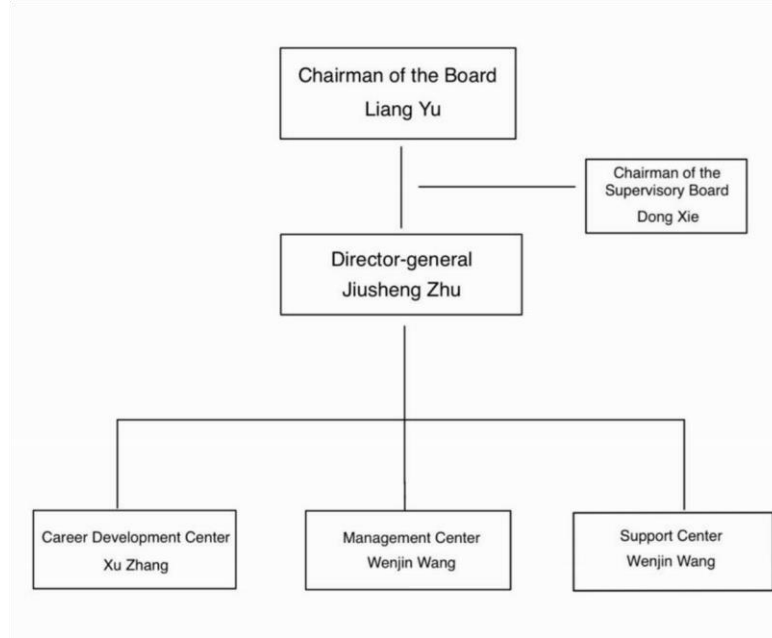 Chairman of the Board
Liang Yu
Chairman of the
Supervisory Board
Dong Xie
Director-general
Jiusheng Zhu
Career Development Center
Xu Zhang
Management Center
Wenjin Wang
Support Center
Wenjin Wang